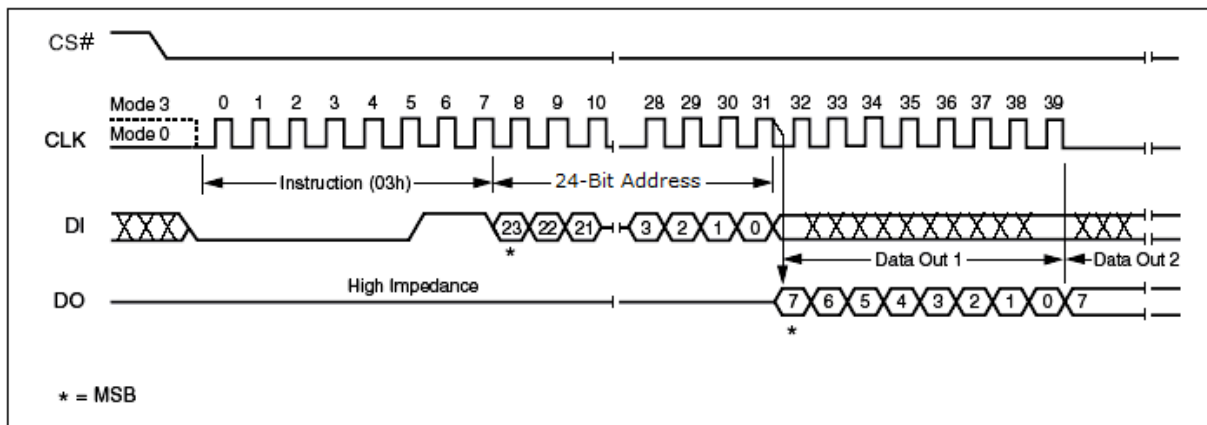 CS#
Mode 3 0 1 2 3 4 5 6 7 8 9 10 28 29 30 31 32 33 34 35 36 37 38 39
CLK Mode 0
Instruction (03h) 24-Bit Address
DI 23 22 21 3 2 1 0
* Data Out 1 Data Out 2
High Impedance
DO 7 6 5 4 3 2 1 0 7
*
* = MSB